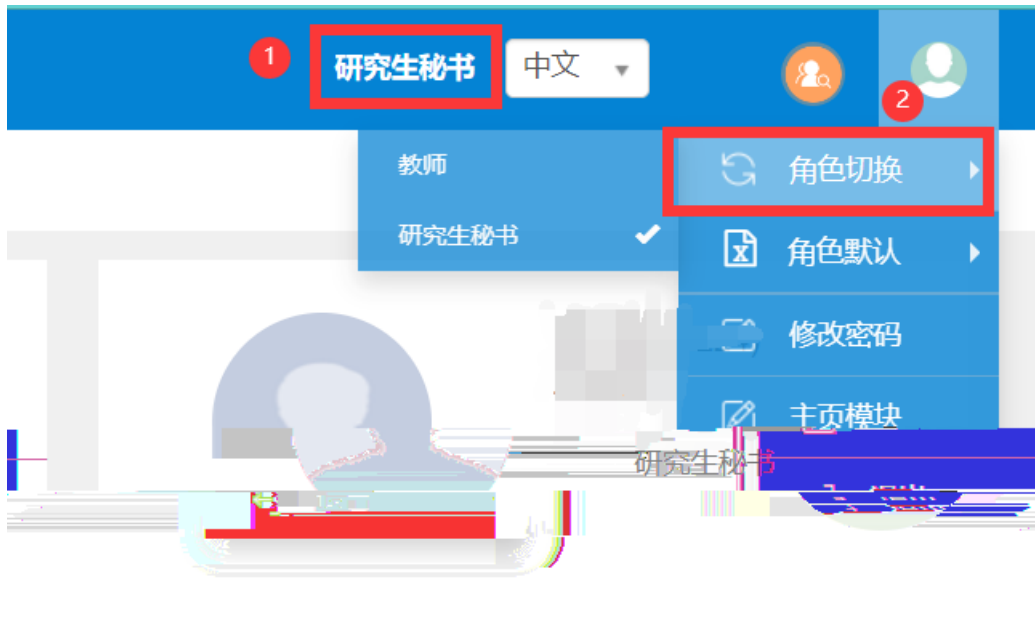 1 研究生秘书 中文
2
教师 角色切换
研究生秘书 角色默认
修改密码
主页模块
研究生秘书